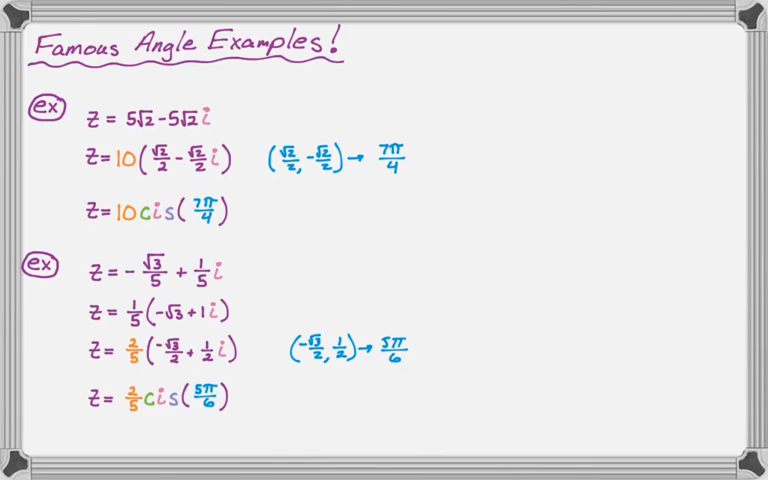 Famous Angle Examples!
ex
z = 5√2 - 5√2 i
z = 10(√2/2 - √2/2 i) (√2/2, -√2/2) → 7π/4
z = 10 cis(7π/4)
ex
z = - √3/5 + 1/5 i
z = 1/5(-√3 + 1i)
z = 2/5(-√3/2 + 1/2 i) (-√3/2, 1/2) → 5π/6
z = 2/5 cis(5π/6)